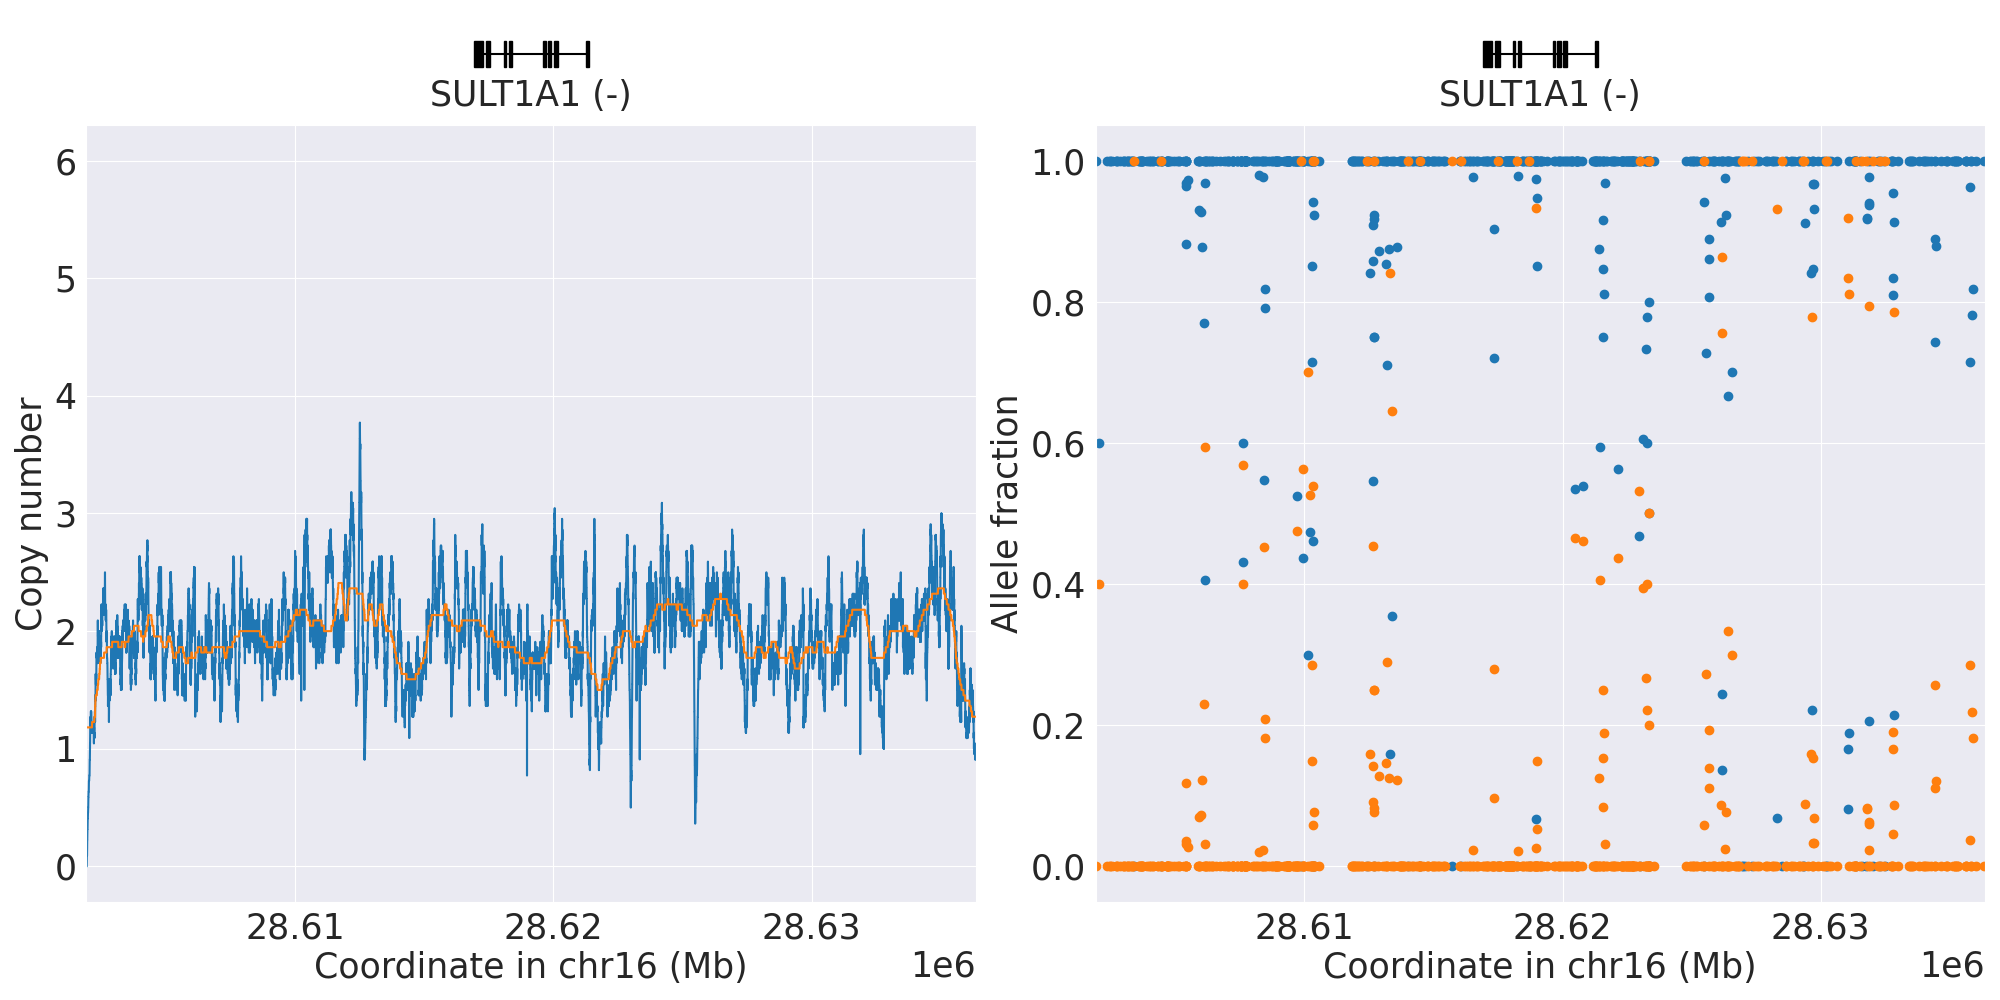 SULT1A1 (-)
6
5
4
3
2
1
0
Copy number
28.61
28.62
28.63
Coordinate in chr16 (Mb)
1e6
SULT1A1 (-)
1.0
0.8
0.6
0.4
0.2
0.0
Allele fraction
28.61
28.62
28.63
Coordinate in chr16 (Mb)
1e6